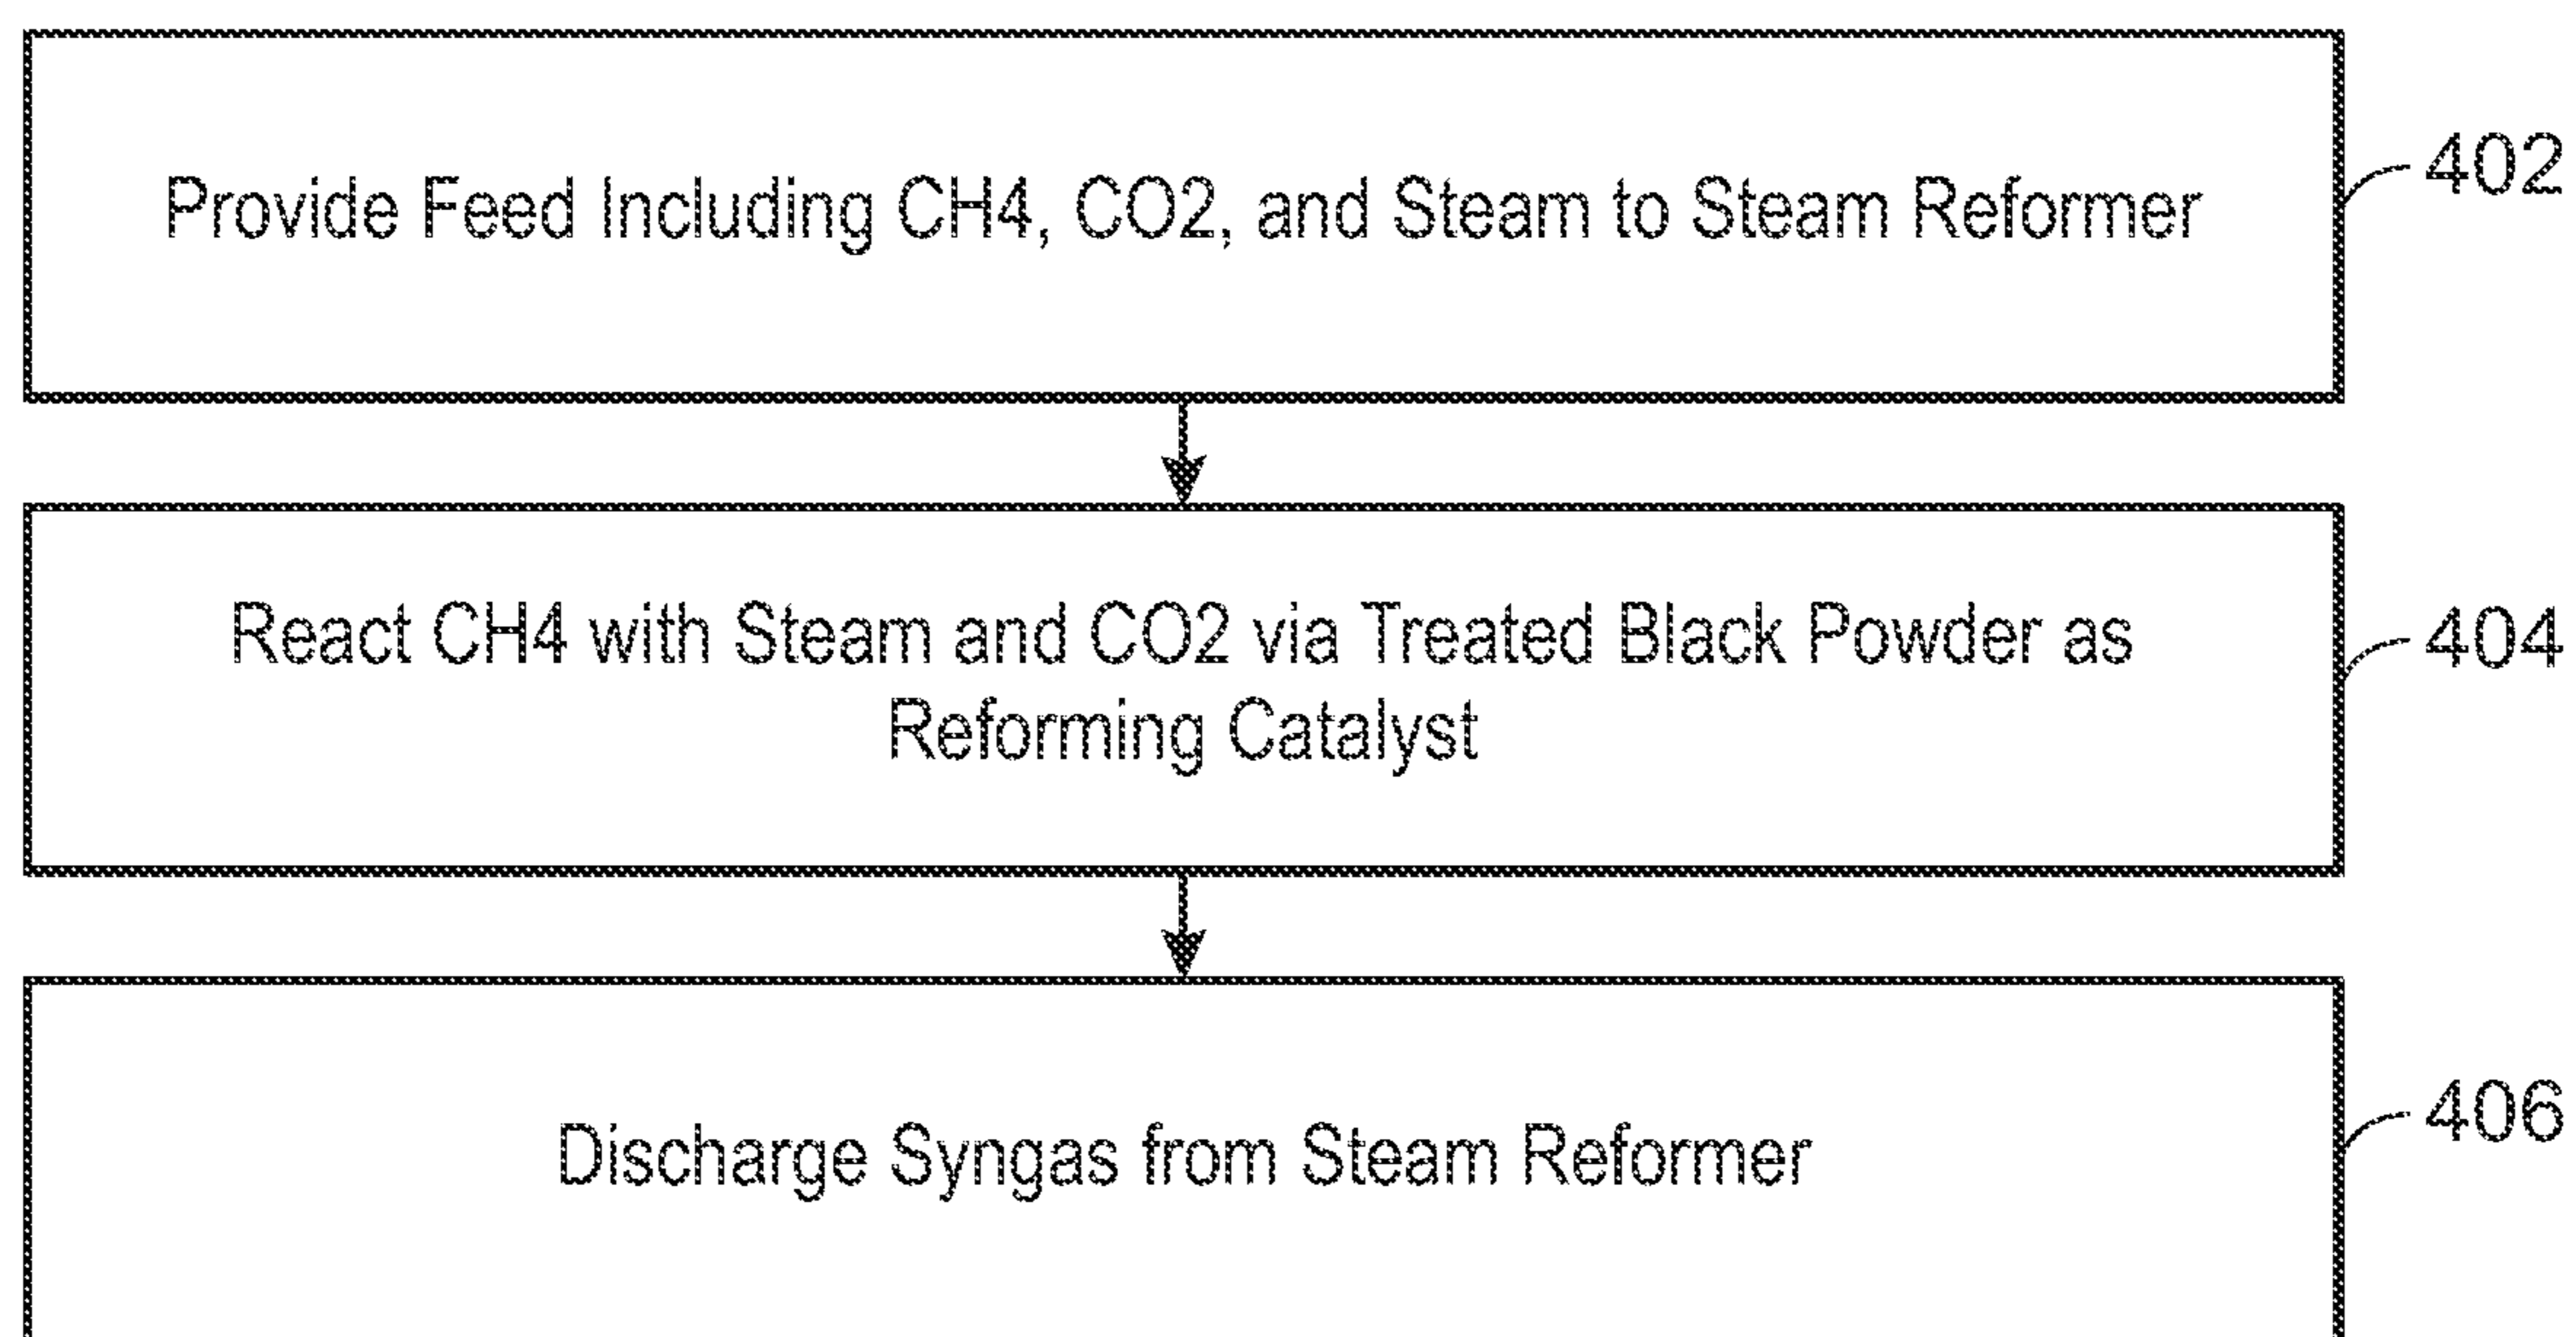 Provide Feed Including CH4, CO2, and Steam to Steam Reformer
402
React CH4 with Steam and CO2 via Treated Black Powder as
Reforming Catalyst
404
Discharge Syngas from Steam Reformer
406